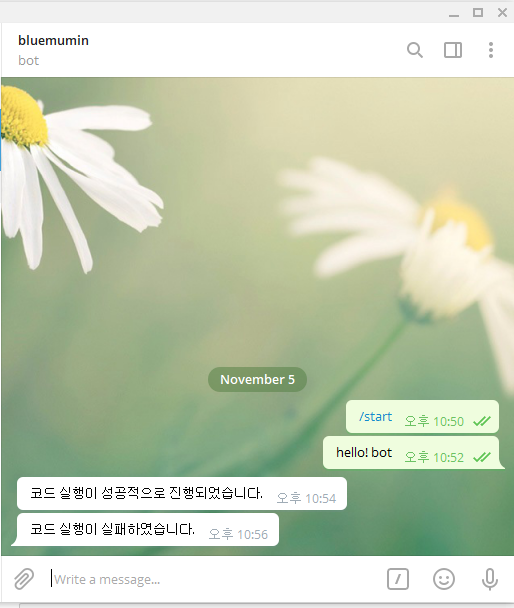 bluemumin
bot
November 5
/start 오후 10:50
hello! bot 오후 10:52
코드 실행이 성공적으로 진행되었습니다. 오후 10:54
코드 실행이 실패하였습니다. 오후 10:56
Write a message...